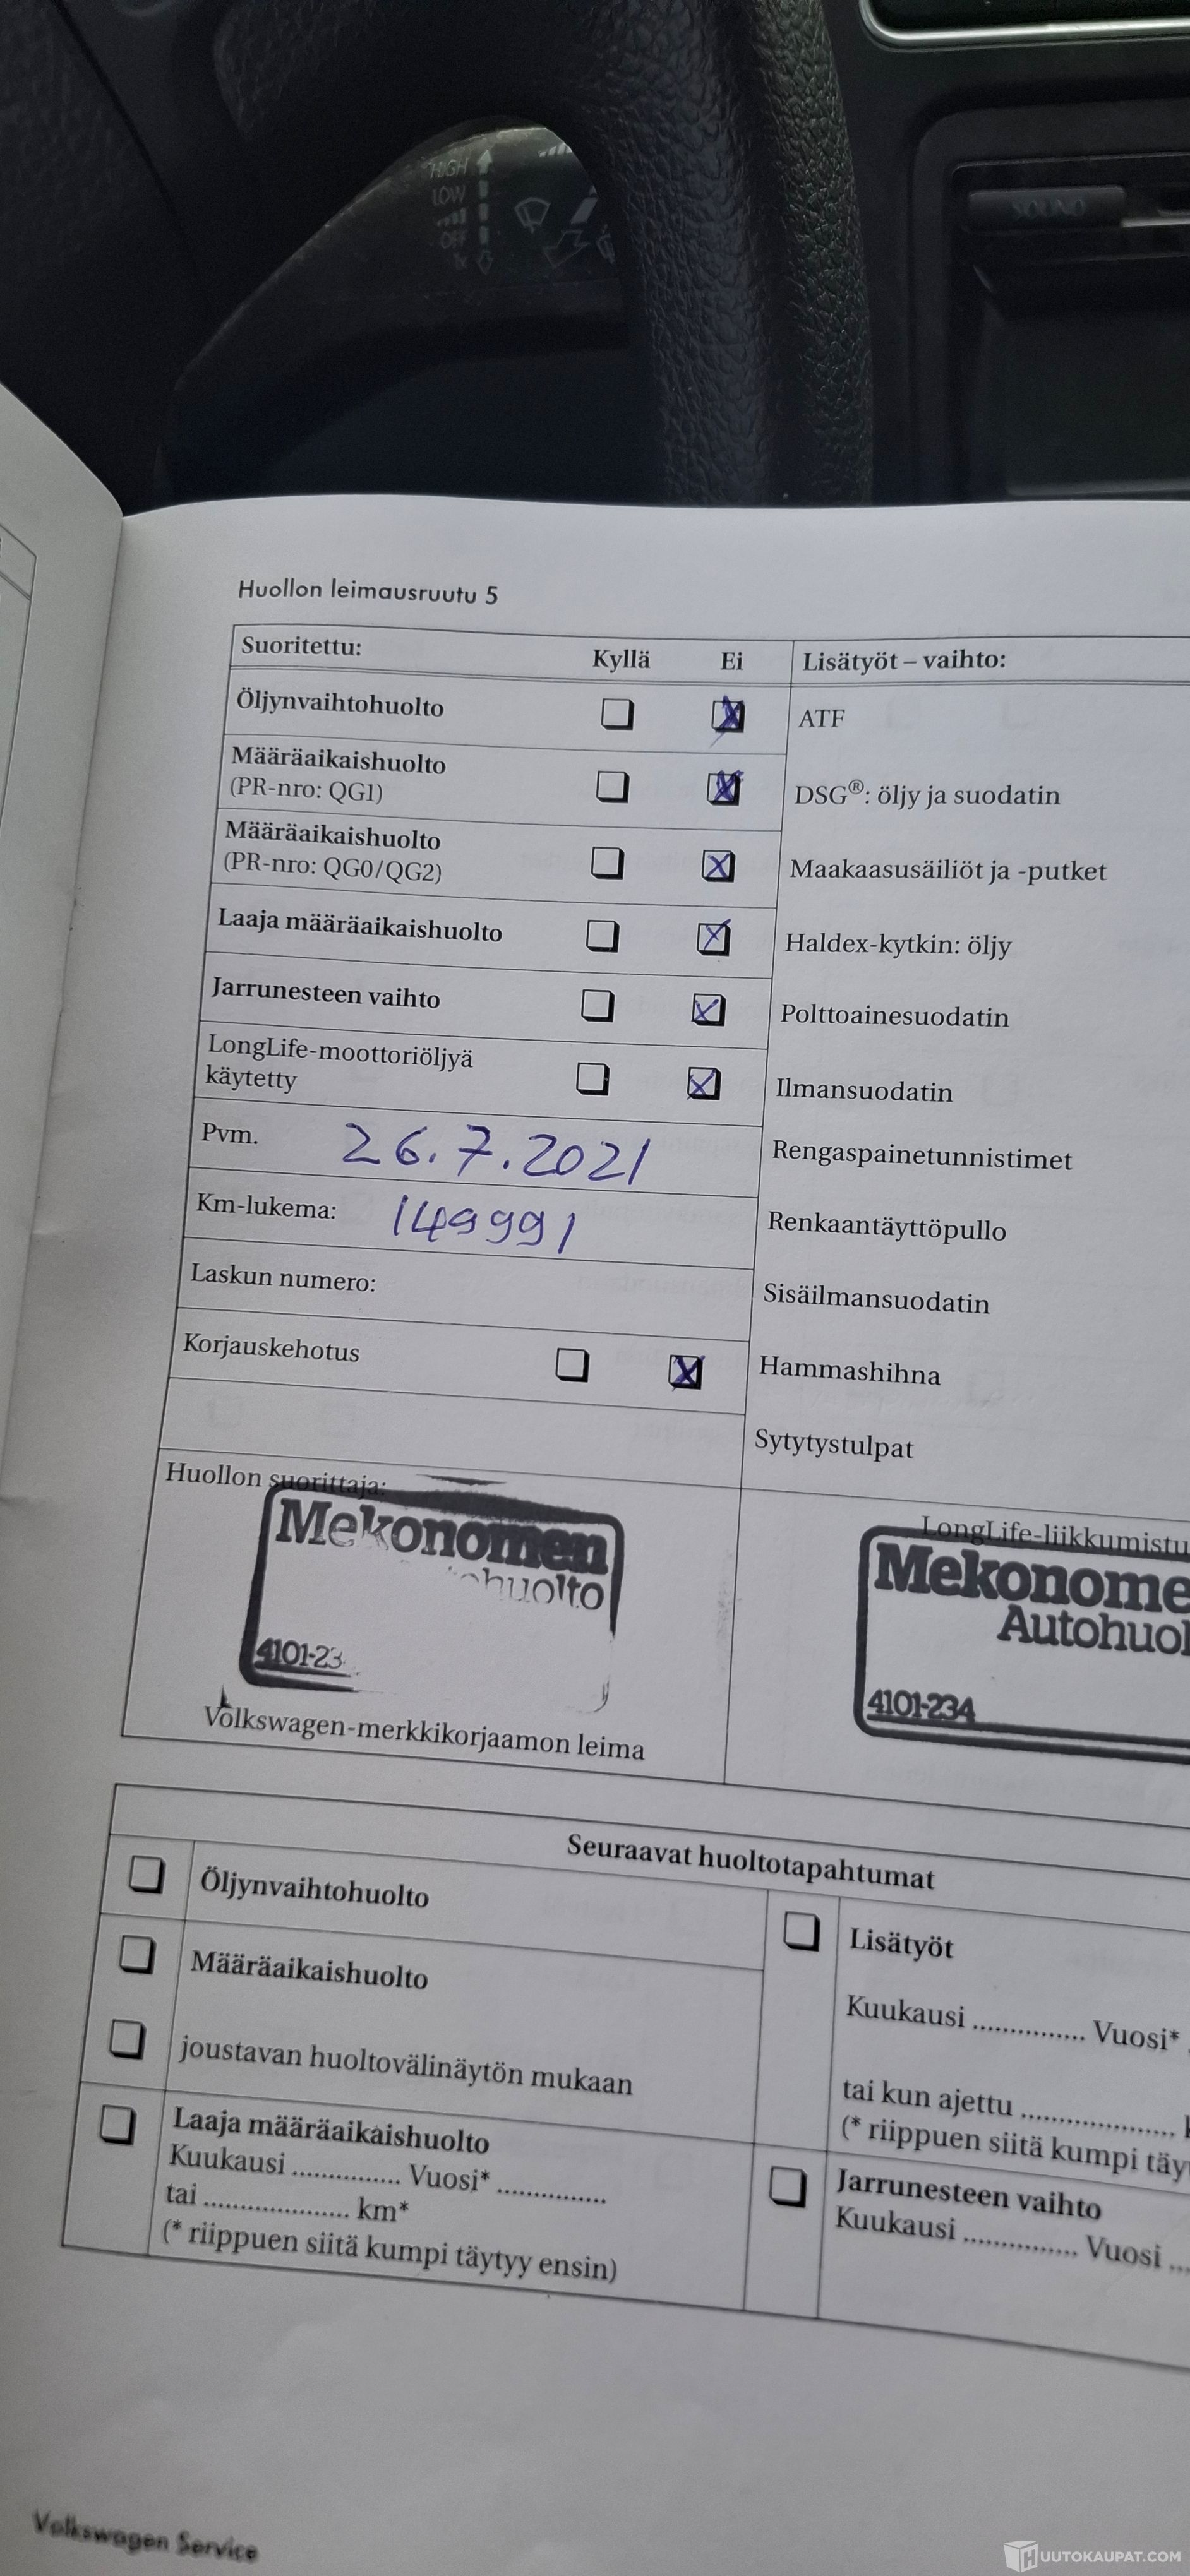 HIGH
LOW
OFF
1x
SOUND
Huollon leimausruutu 5
Suoritettu: Kyllä Ei
Lisätyöt – vaihto:
Öljynvaihtohuolto
ATF
Määräaikaishuolto
(PR-nro: QG1)
DSG®: öljy ja suodatin
Määräaikaishuolto
(PR-nro: QG0/QG2)
Maakaasusäiliöt ja -putket
Laaja määräaikaishuolto
Haldex-kytkin: öljy
Jarrunesteen vaihto
Polttoainesuodatin
LongLife-moottoriöljyä
käytetty
Ilmansuodatin
Pvm. 26.7.2021
Rengaspainetunnistimet
Km-lukema: 149991
Renkaantäyttöpullo
Laskun numero:
Sisäilmansuodatin
Korjauskehotus
Hammashihna
Sytytystulpat
Huollon suorittaja:
Mekonomen
ohuolto
4101-23
Volkswagen-merkkikorjaamon leima
LongLife-liikkumistu
Mekonome
Autohuol
4101-234
Seuraavat huoltotapahtumat
Öljynvaihtohuolto
Määräaikaishuolto
joustavan huoltovälinäytön mukaan
Laaja määräaikaishuolto
Kuukausi ............... Vuosi* ...............
tai .................... km*
(* riippuen siitä kumpi täytyy ensin)
Lisätyöt
Kuukausi ............... Vuosi*
tai kun ajettu .....................
(* riippuen siitä kumpi täy
Jarrunesteen vaihto
Kuukausi ............... Vuosi ...
Volkswagen Service
HUUTOKAUPAT.COM